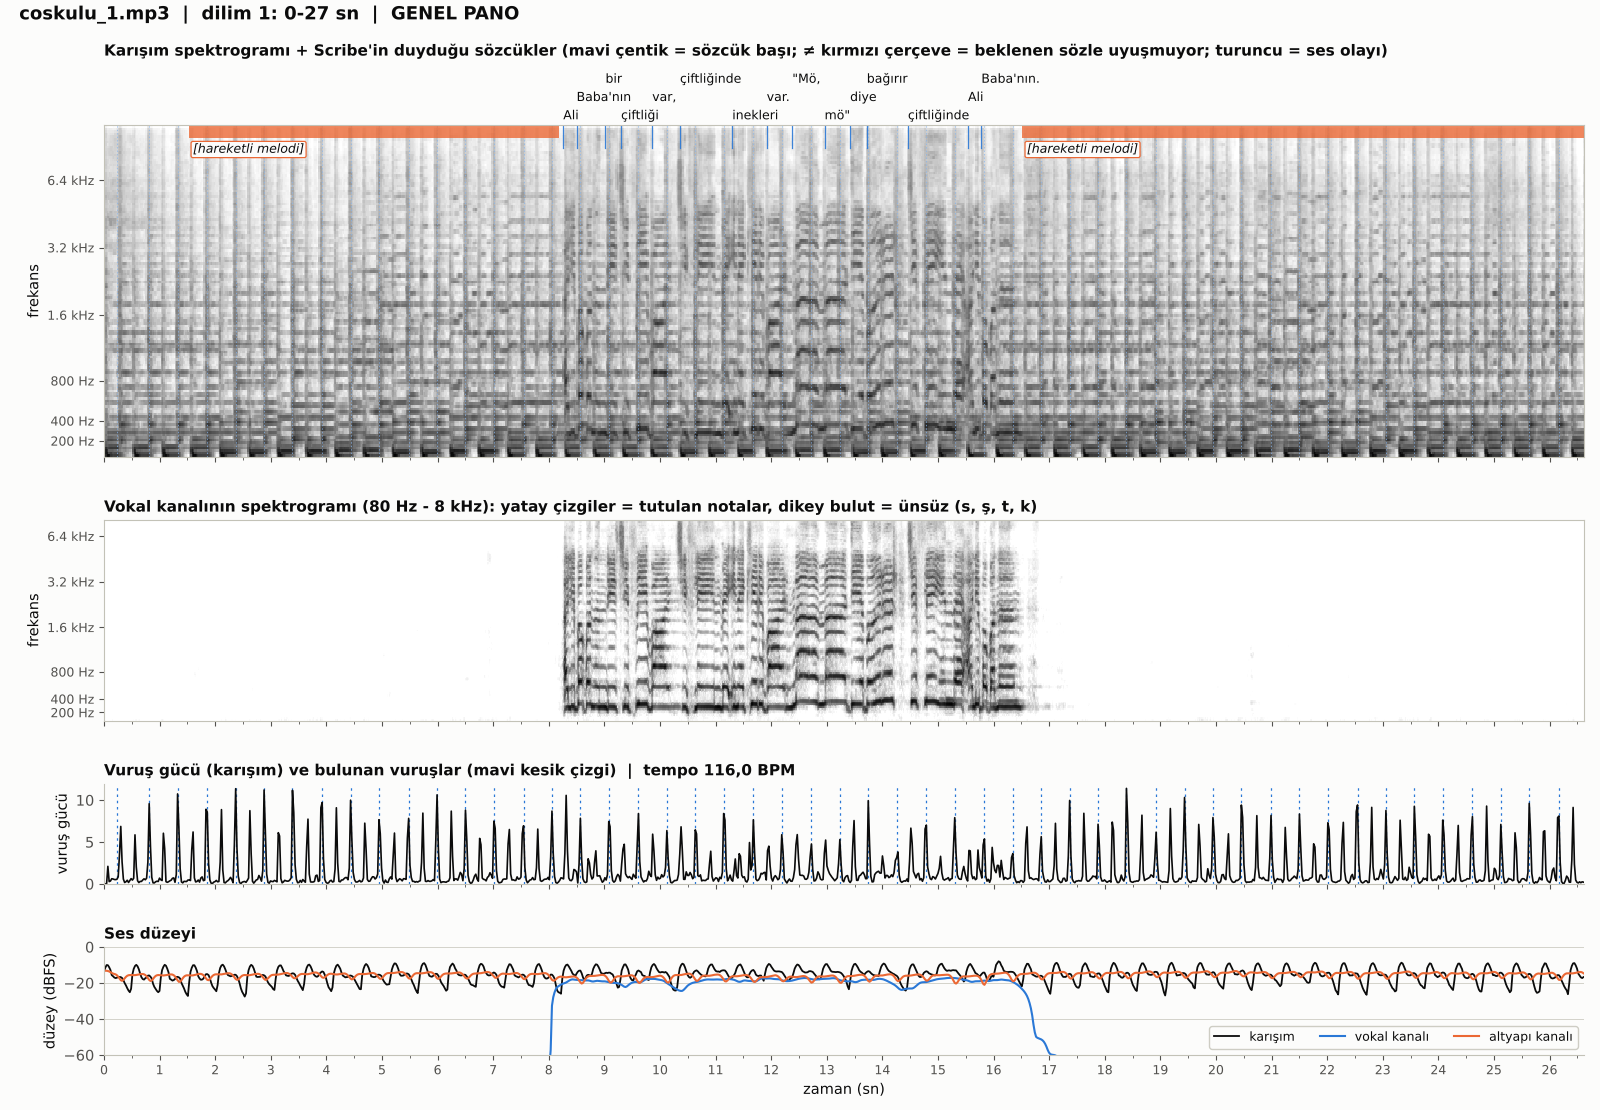 coskulu_1.mp3 | dilim 1: 0-27 sn | GENEL PANO
Karışım spektrogramı + Scribe'in duyduğu sözcükler (mavi çentik = sözcük başı; ≠ kırmızı çerçeve = beklenen sözle uyuşmuyor; turuncu = ses olayı)
bir çiftliğinde "Mö, bağırır Baba'nın.
Baba'nın var, var. diye Ali
Ali çiftliği inekleri mö" çiftliğinde
[hareketli melodi] [hareketli melodi]
6.4 kHz
3.2 kHz
1.6 kHz
800 Hz
400 Hz
200 Hz
frekans
Vokal kanalının spektrogramı (80 Hz - 8 kHz): yatay çizgiler = tutulan notalar, dikey bulut = ünsüz (s, ş, t, k)
6.4 kHz
3.2 kHz
1.6 kHz
800 Hz
400 Hz
200 Hz
frekans
Vuruş gücü (karışım) ve bulunan vuruşlar (mavi kesik çizgi) | tempo 116,0 BPM
10
5
0
vuruş gücü
Ses düzeyi
0
−20
−40
−60
düzey (dBFS)
karışım vokal kanalı altyapı kanalı
0 1 2 3 4 5 6 7 8 9 10 11 12 13 14 15 16 17 18 19 20 21 22 23 24 25 26
zaman (sn)